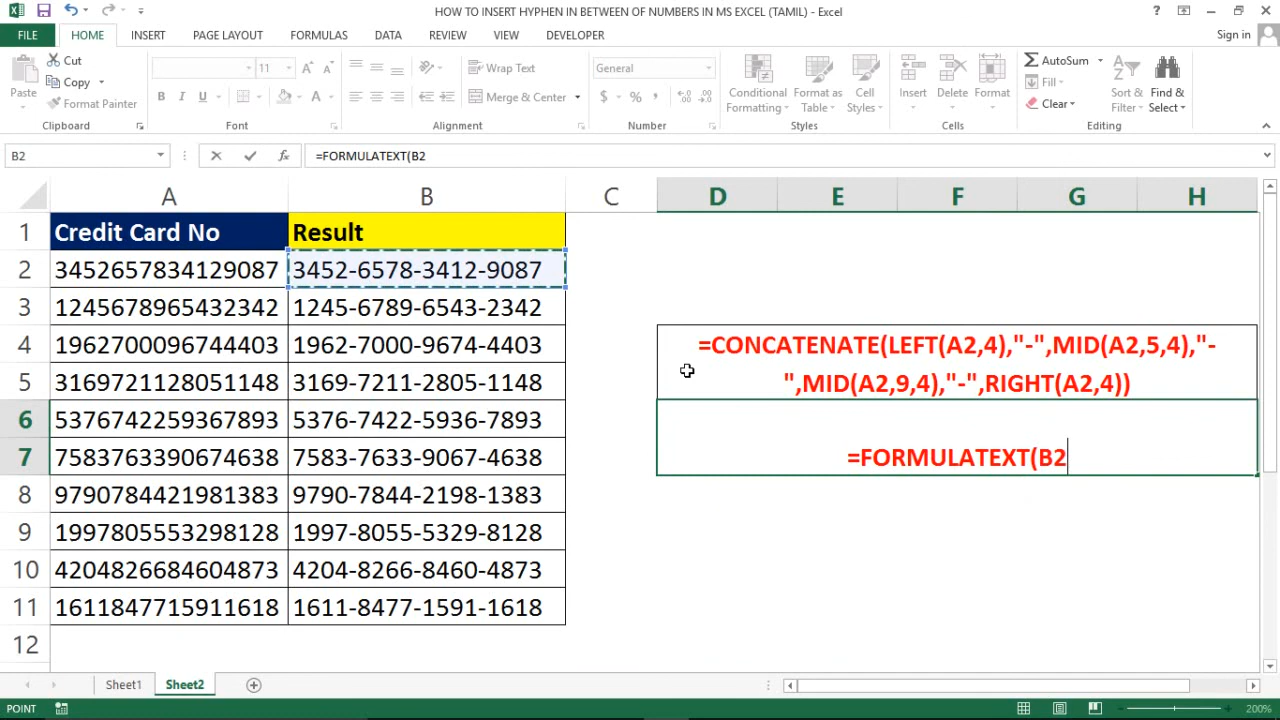 HOW TO INSERT HYPHEN IN BETWEEN OF NUMBERS IN MS EXCEL (TAMIL) - Excel
FILE HOME INSERT PAGE LAYOUT FORMULAS DATA REVIEW VIEW DEVELOPER Sign in
Paste
Cut
Copy
Format Painter
Clipboard
11
A A
B I U A
Font
Wrap Text
Merge & Center
Alignment
General
$ % ,
Number
Conditional Formatting
Format as Table
Cell Styles
Styles
Insert Delete Format
Cells
AutoSum
Fill
Clear
Sort & Filter
Find & Select
Editing
B2 fx =FORMULATEXT(B2
A B C D E F G H
1 Credit Card No Result
2 3452657834129087 3452-6578-3412-9087
3 1245678965432342 1245-6789-6543-2342
4 1962700096744403 1962-7000-9674-4403
5 3169721128051148 3169-7211-2805-1148
6 5376742259367893 5376-7422-5936-7893
7 7583763390674638 7583-7633-9067-4638
8 9790784421981383 9790-7844-2198-1383
9 1997805553298128 1997-8055-5329-8128
10 4204826684604873 4204-8266-8460-4873
11 1611847715911618 1611-8477-1591-1618
12
=CONCATENATE(LEFT(A2,4),"-",MID(A2,5,4),"-
",MID(A2,9,4),"-",RIGHT(A2,4))
=FORMULATEXT(B2
Sheet1 Sheet2
POINT 200%